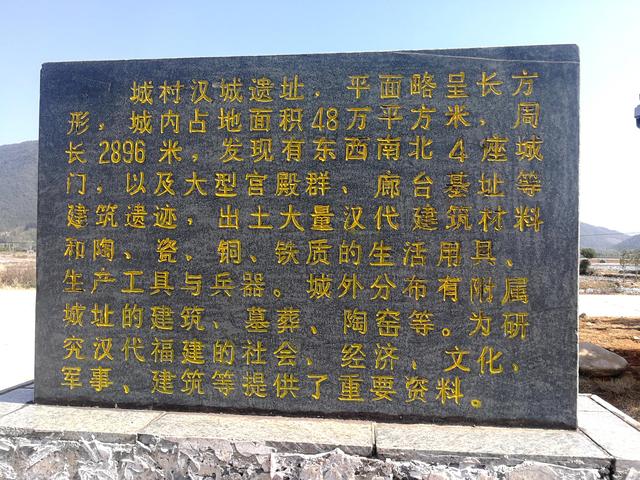 城村汉城遗址，平面略呈长方
形，城内占地面积48万平方米，周
长2896米，发现有东西南北4座城
门，以及大型宫殿群、廊台基址等
建筑遗迹，出土大量汉代建筑材料
和陶、瓷、铜、铁质的生活用具、
生产工具与兵器。城外分布有附属
城址的建筑、墓葬、陶窑等。为研
究汉代福建的社会、经济、文化、
军事、建筑等提供了重要资料。